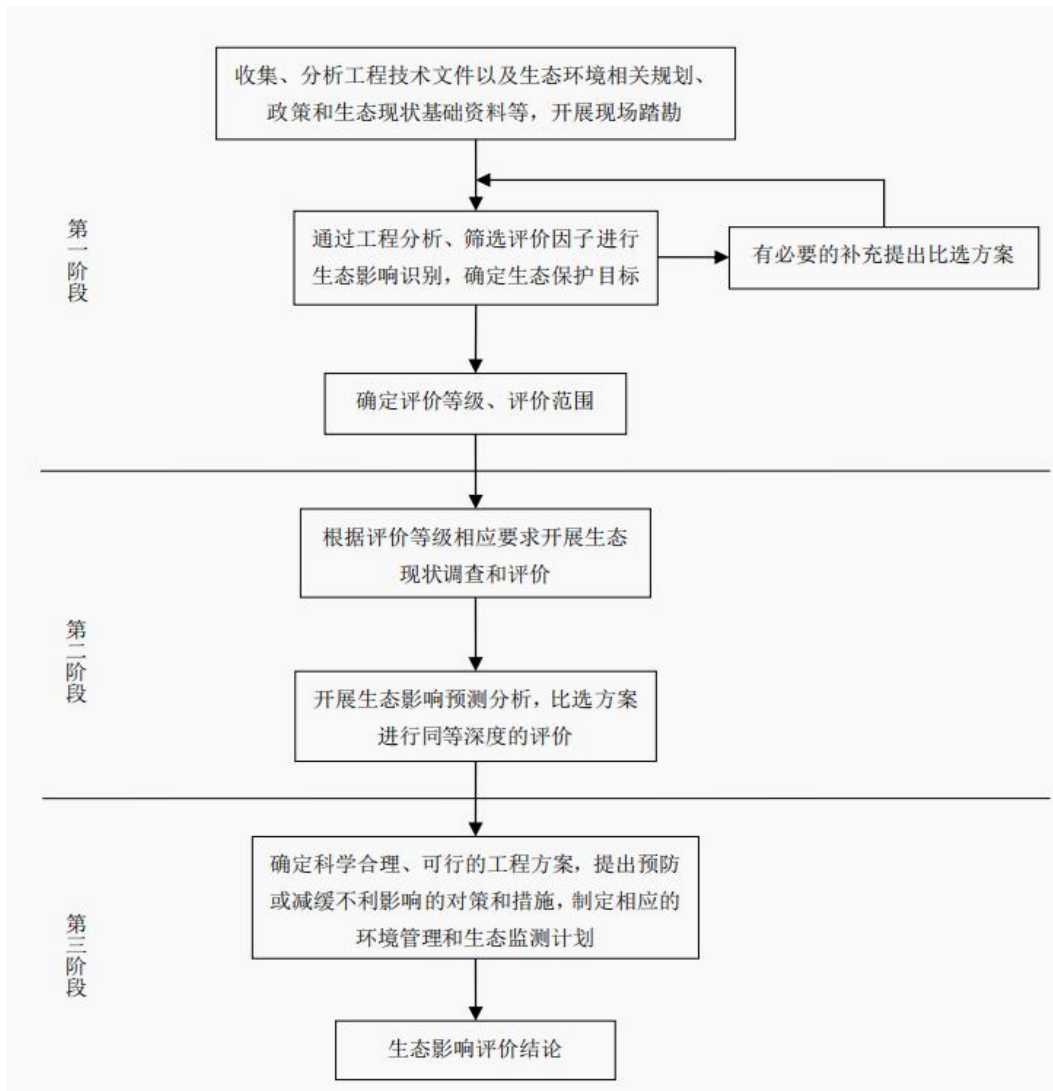 收集、分析工程技术文件以及生态环境相关规划、
政策和生态现状基础资料等，开展现场踏勘
第一阶段
通过工程分析、筛选评价因子进行
生态影响识别，确定生态保护目标
有必要的补充提出比选方案
确定评价等级、评价范围
根据评价等级相应要求开展生态
现状调查和评价
第二阶段
开展生态影响预测分析，比选方案
进行同等深度的评价
确定科学合理、可行的工程方案，提出预防
或减缓不利影响的对策和措施，制定相应的
环境管理和生态监测计划
第三阶段
生态影响评价结论